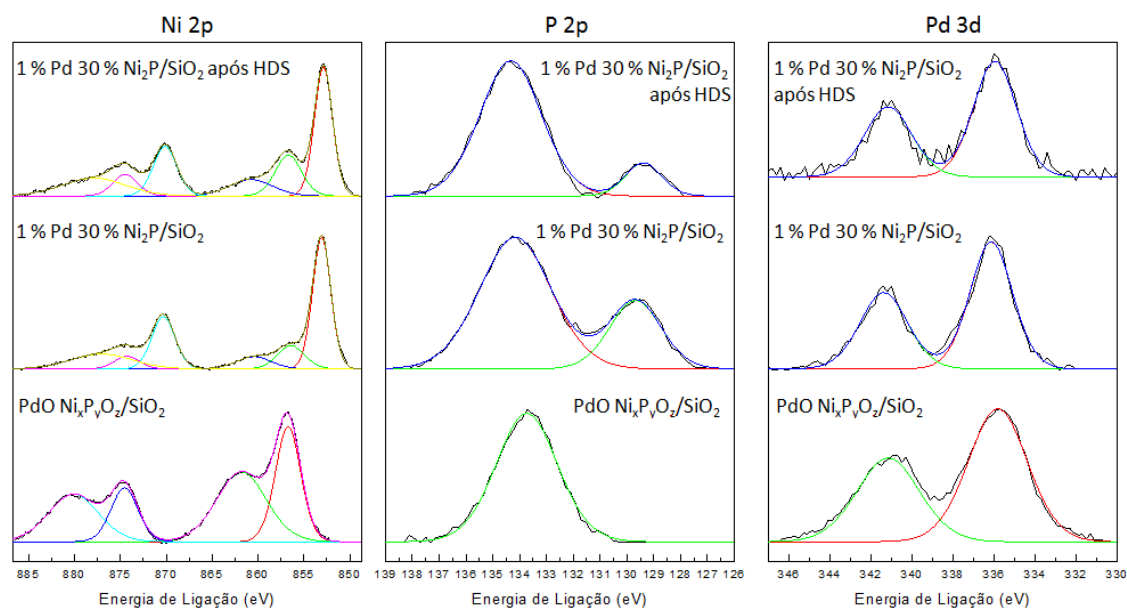 Ni 2p
1 % Pd 30 % Ni₂P/SiO₂ após HDS
1 % Pd 30 % Ni₂P/SiO₂
PdO NiₓPᵧO_z/SiO₂
885 880 875 870 865 860 855 850
Energia de Ligação (eV)
P 2p
1 % Pd 30 % Ni₂P/SiO₂
após HDS
1 % Pd 30 % Ni₂P/SiO₂
PdO NiₓPᵧO_z/SiO₂
139 138 137 136 135 134 133 132 131 130 129 128 127 126
Energia de Ligação (eV)
Pd 3d
1 % Pd 30 % Ni₂P/SiO₂
após HDS
1 % Pd 30 % Ni₂P/SiO₂
PdO NiₓPᵧO_z/SiO₂
346 344 342 340 338 336 334 332 330
Energia de Ligação (eV)